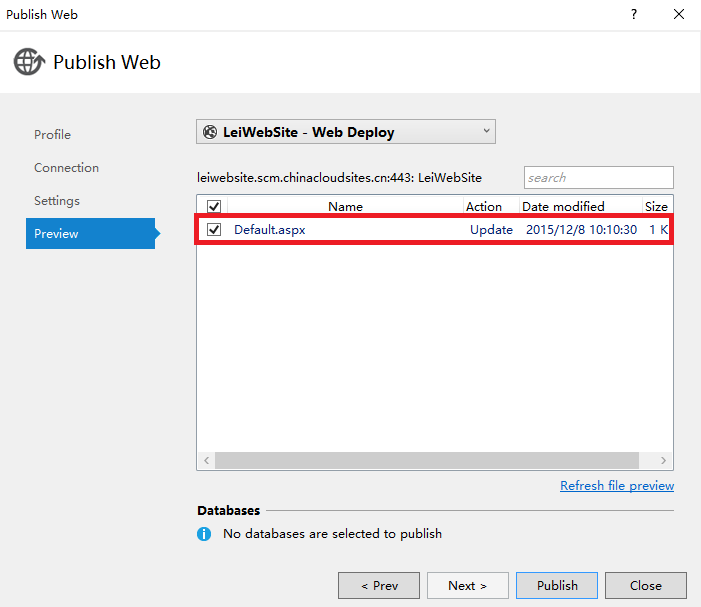 Publish Web
?
Publish Web
Profile
Connection
Settings
Preview
LeiWebSite - Web Deploy
leiwebsite.scm.chinacloudsites.cn:443: LeiWebSite
search
Name Action Date modified Size
Default.aspx Update 2015/12/8 10:10:30 1 K
Refresh file preview
Databases
No databases are selected to publish
< Prev Next > Publish Close